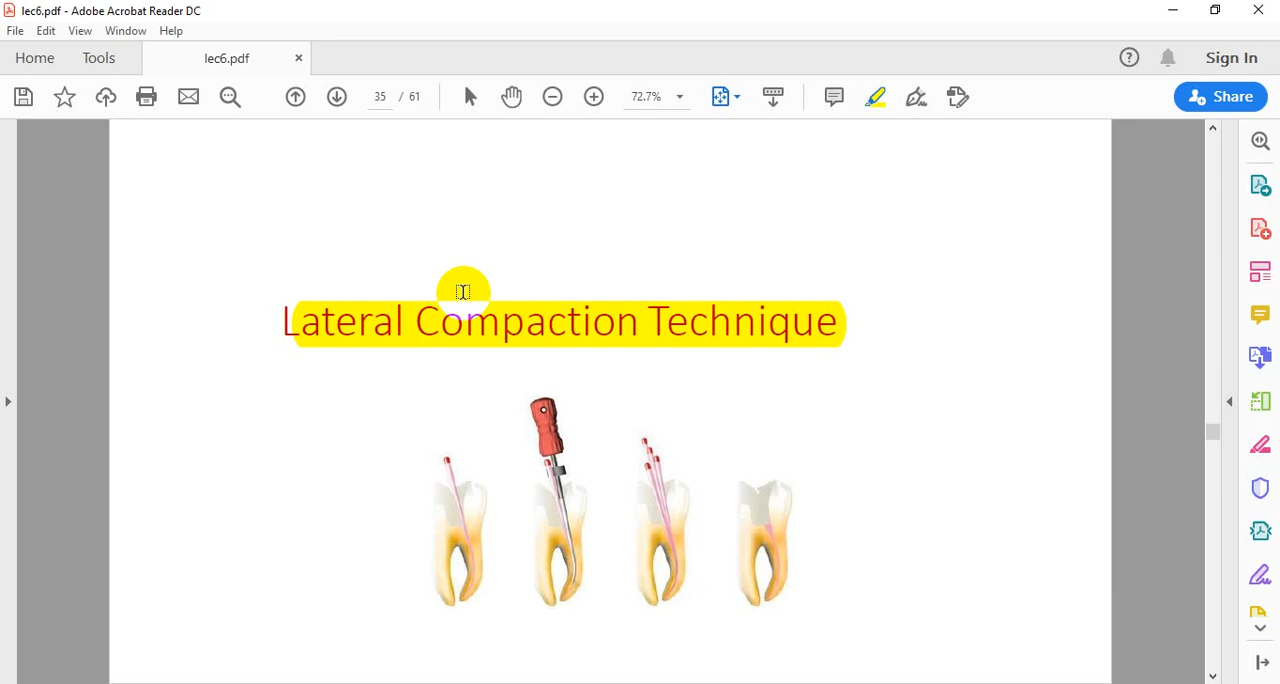 lec6.pdf - Adobe Acrobat Reader DC
File Edit View Window Help
Home Tools lec6.pdf × ? Sign In
35 / 61 72.7% Share
Lateral Compaction Technique